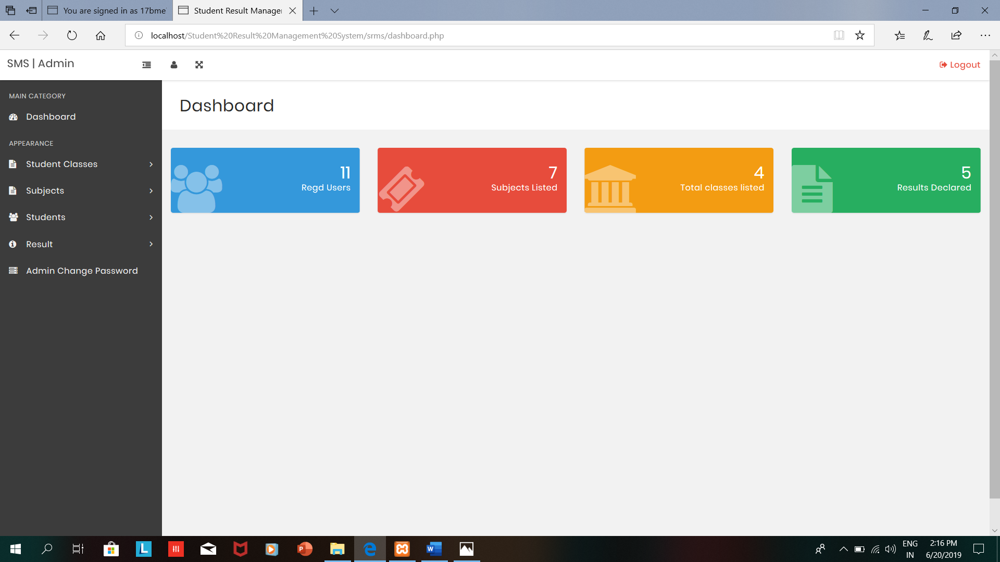 You are signed in as 17bme
Student Result Manager
localhost/Student%20Result%20Management%20System/srms/dashboard.php
SMS | Admin
Logout
MAIN CATEGORY
Dashboard
APPEARANCE
Student Classes
Subjects
Students
Result
Admin Change Password
Dashboard
11
Regd Users
7
Subjects Listed
4
Total classes listed
5
Results Declared
ENG
IN
2:16 PM
6/20/2019